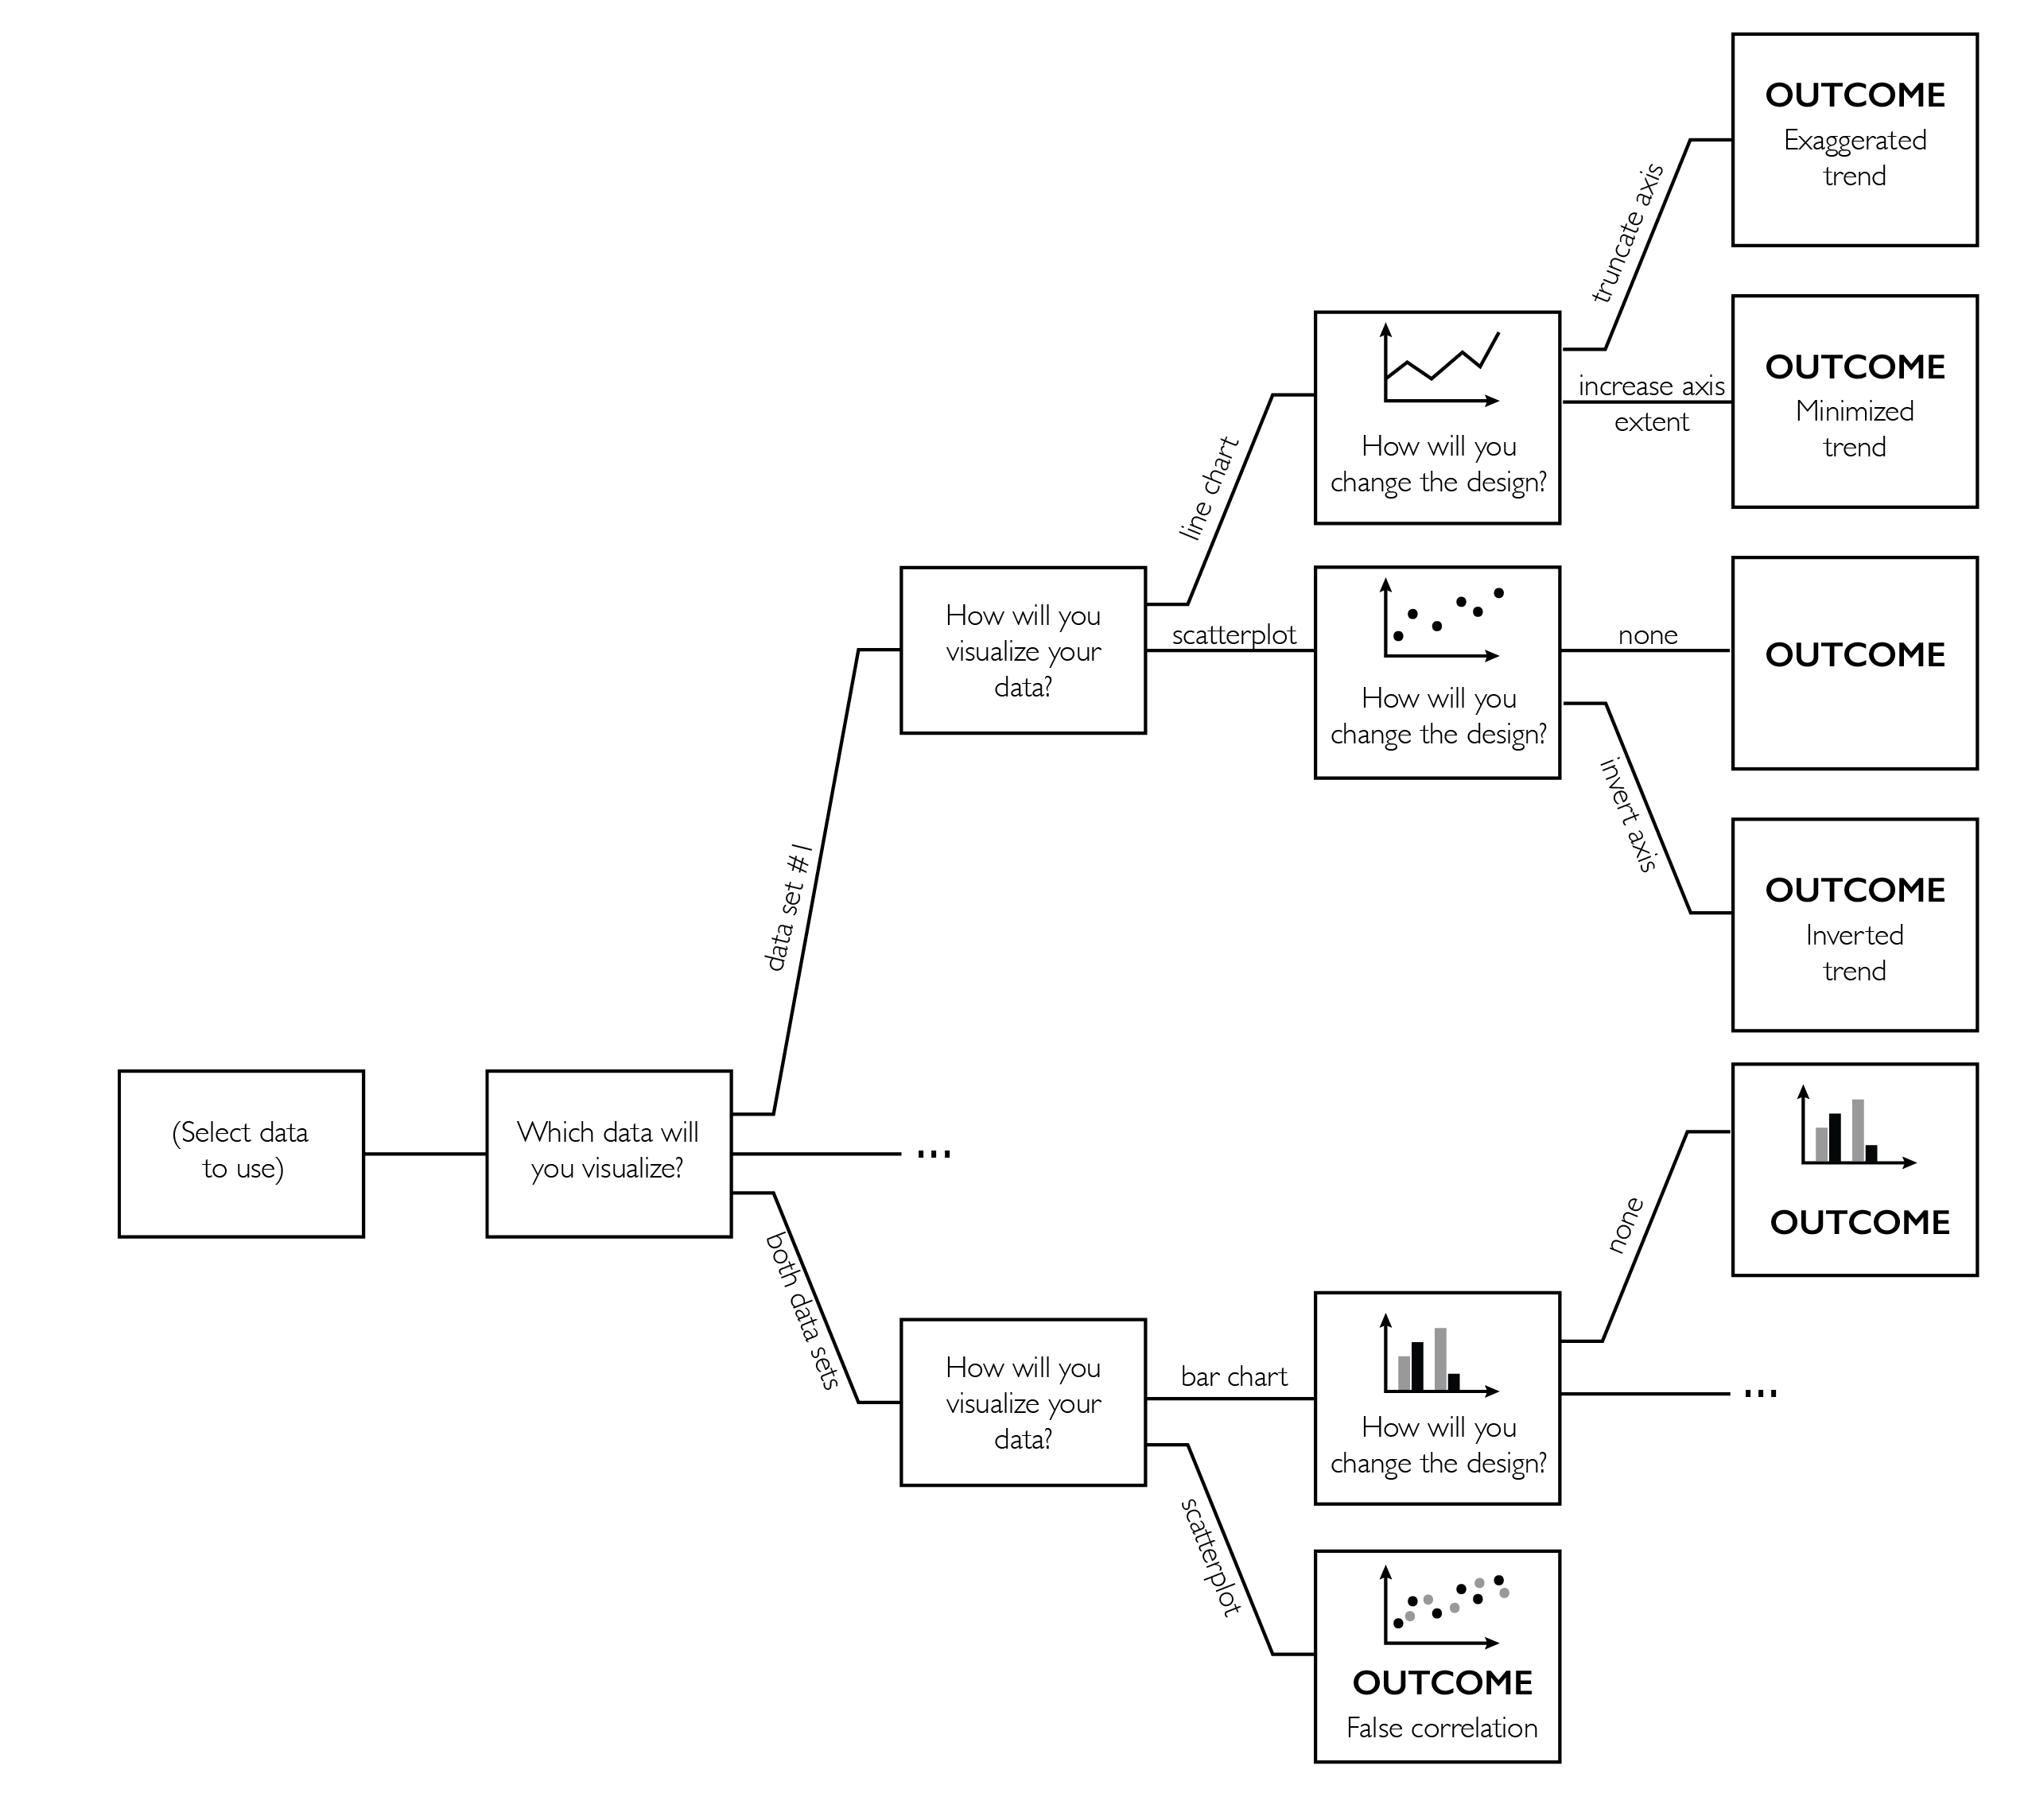 (Select data
to use)
Which data will
you visualize?
data set #1
...
both data sets
How will you
visualize your
data?
line chart
scatterplot
How will you
change the design?
truncate axis
increase axis
extent
OUTCOME
Exaggerated
trend
OUTCOME
Minimized
trend
How will you
change the design?
none
invert axis
OUTCOME
OUTCOME
Inverted
trend
How will you
visualize your
data?
bar chart
scatterplot
How will you
change the design?
none
...
OUTCOME
OUTCOME
False correlation